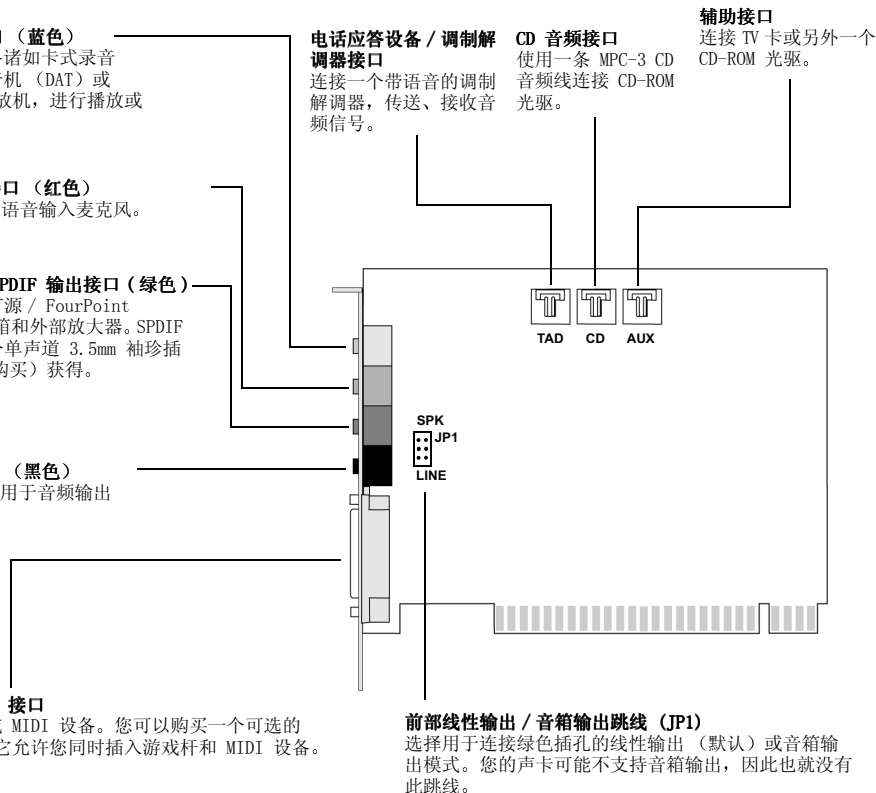 （蓝色）
诸如卡式录音
机 （DAT）或
放机，进行播放或
口 （红色）
语音输入麦克风。
PDIF 输出接口 ( 绿色 )
源 / FourPoint
箱和外部放大器。SPDIF
单声道 3.5mm 袖珍插
购买）获得。
（黑色）
用于音频输出
接口
MIDI 设备。您可以购买一个可选的
它允许您同时插入游戏杆和 MIDI 设备。
电话应答设备 / 调制解
调器接口
连接一个带语音的调制
解调器，传送、接收音
频信号。
CD 音频接口
使用一条 MPC-3 CD
音频线连接 CD-ROM
光驱。
辅助接口
连接 TV 卡或另外一个
CD-ROM 光驱。
TAD CD AUX
SPK
JP1
LINE
前部线性输出 / 音箱输出跳线 (JP1)
选择用于连接绿色插孔的线性输出 （默认）或音箱输
出模式。您的声卡可能不支持音箱输出，因此也就没有
此跳线。